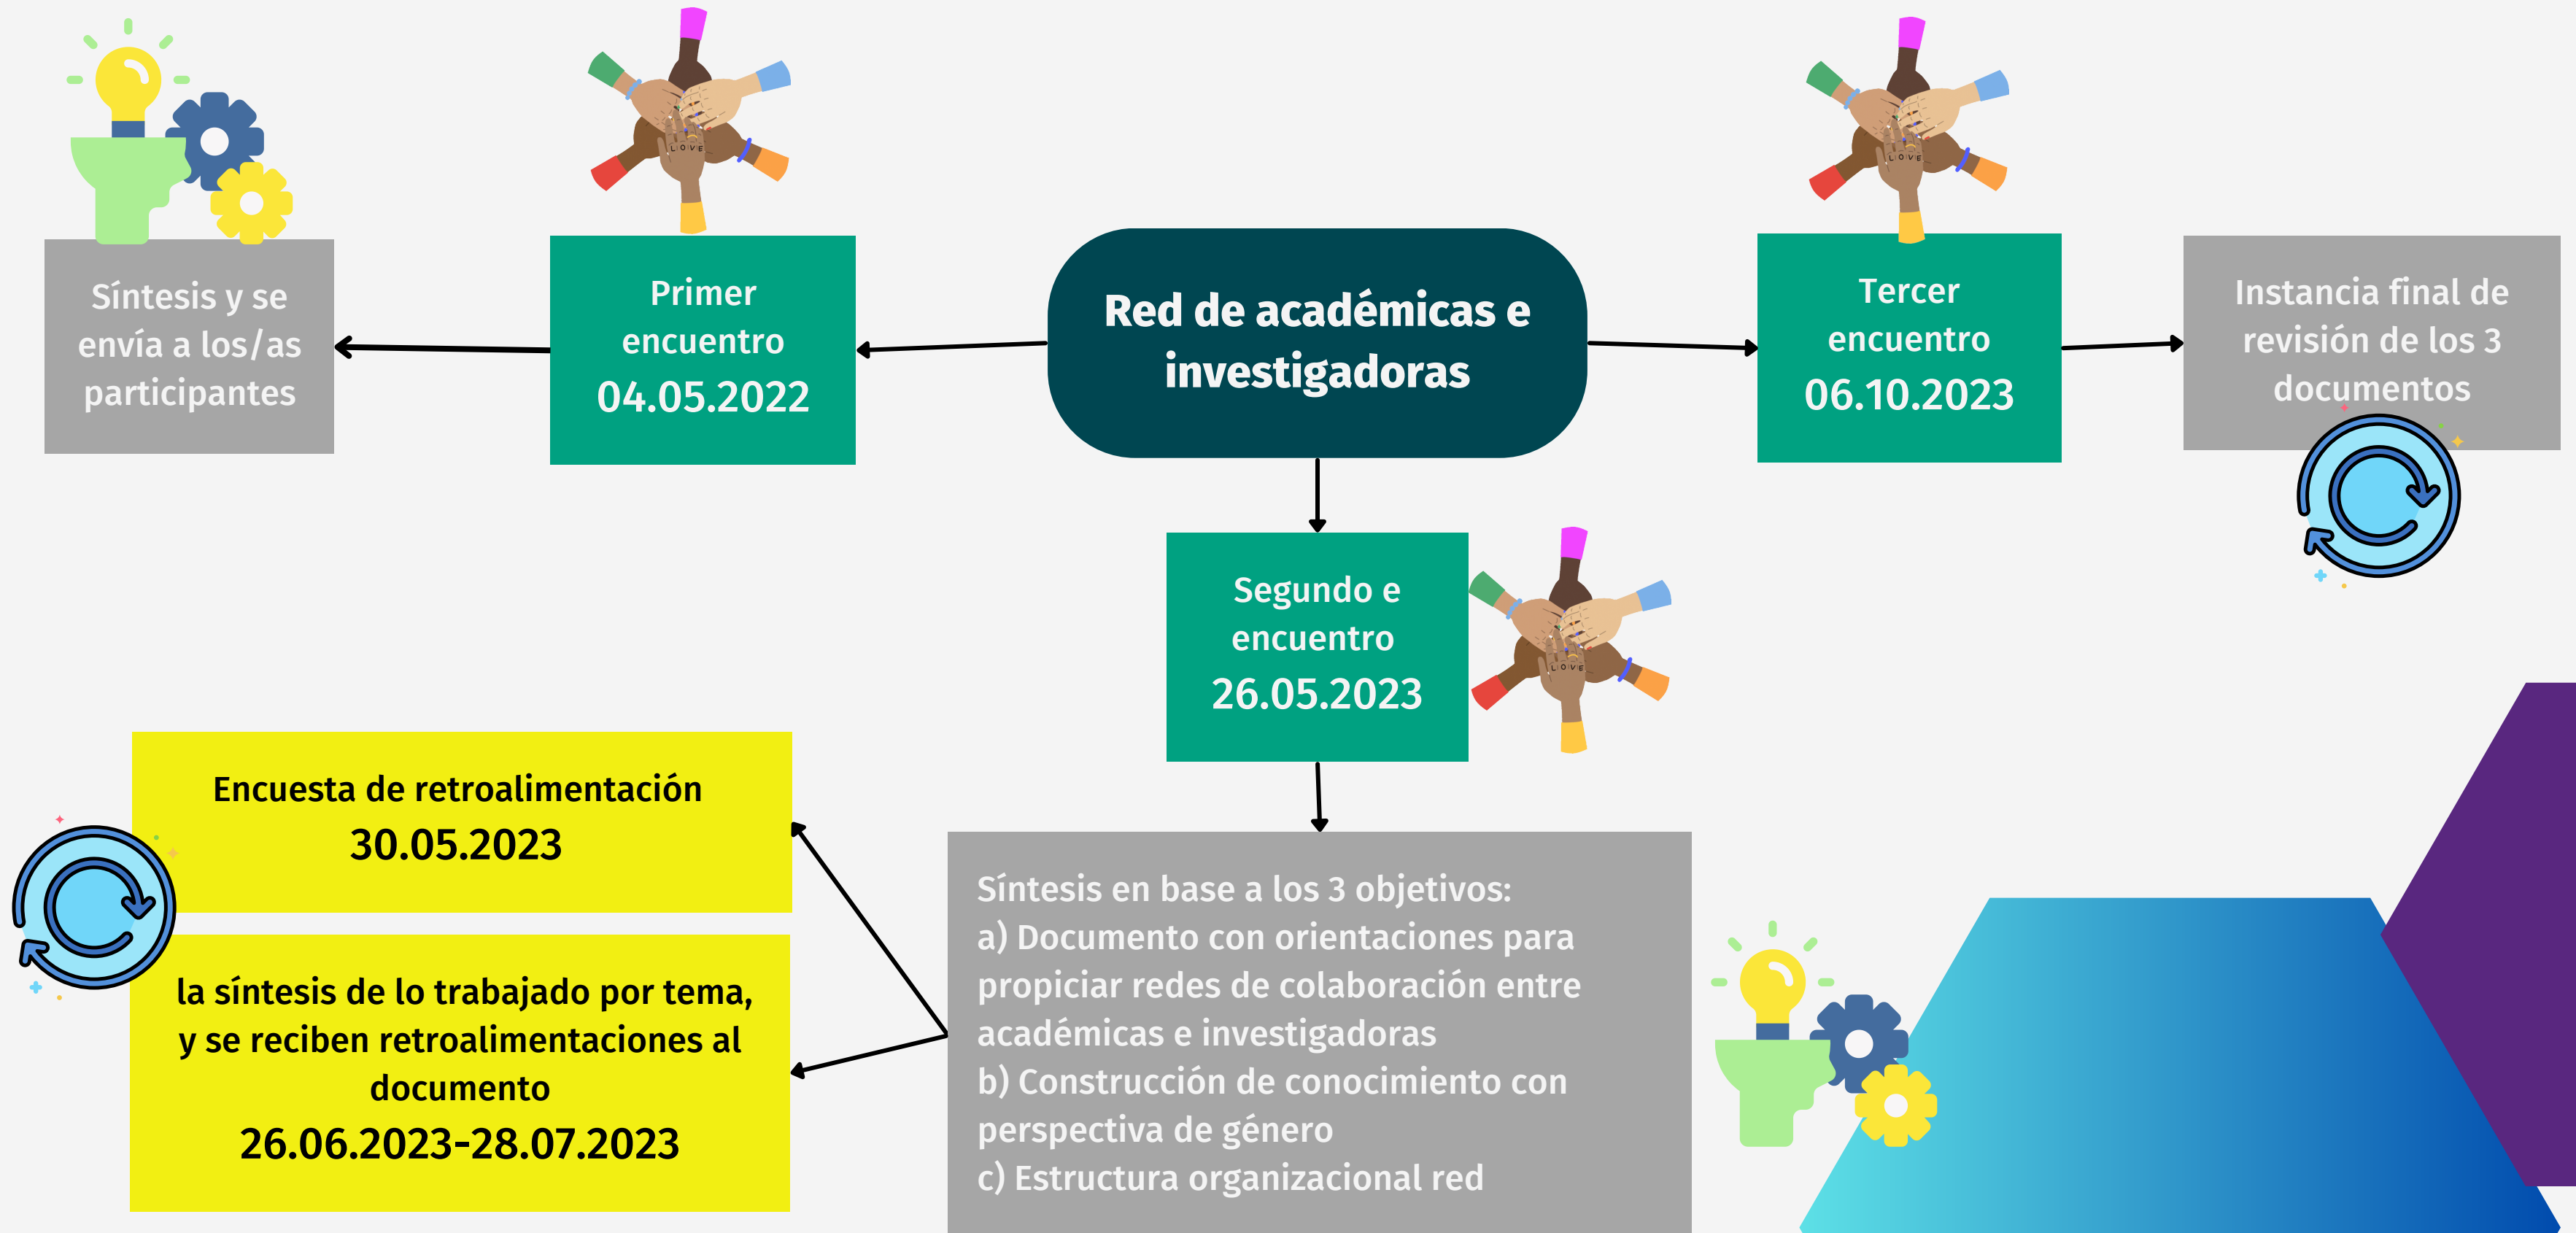 Síntesis y se
envía a los/as
participantes
Primer
encuentro
04.05.2022
Red de académicas e
investigadoras
Tercer
encuentro
06.10.2023
Instancia final de
revisión de los 3
documentos
LOVE
LOVE
Segundo e
encuentro
26.05.2023
LOVE
Encuesta de retroalimentación
30.05.2023
la síntesis de lo trabajado por tema,
y se reciben retroalimentaciones al
documento
26.06.2023-28.07.2023
Síntesis en base a los 3 objetivos:
a) Documento con orientaciones para
propiciar redes de colaboración entre
académicas e investigadoras
b) Construcción de conocimiento con
perspectiva de género
c) Estructura organizacional red